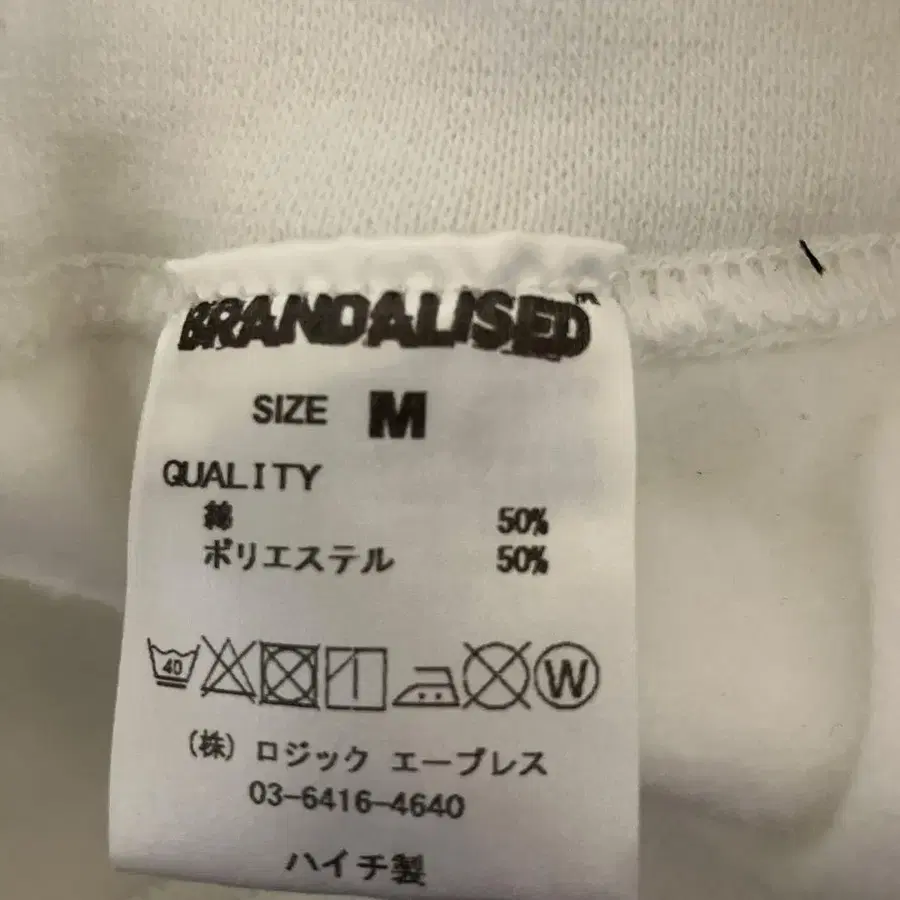 BRANDALISED™
SIZE M
QUALITY
綿 50%
ポリエステル 50%
40
W
(株) ロジック エープレス
03-6416-4640
ハイチ製